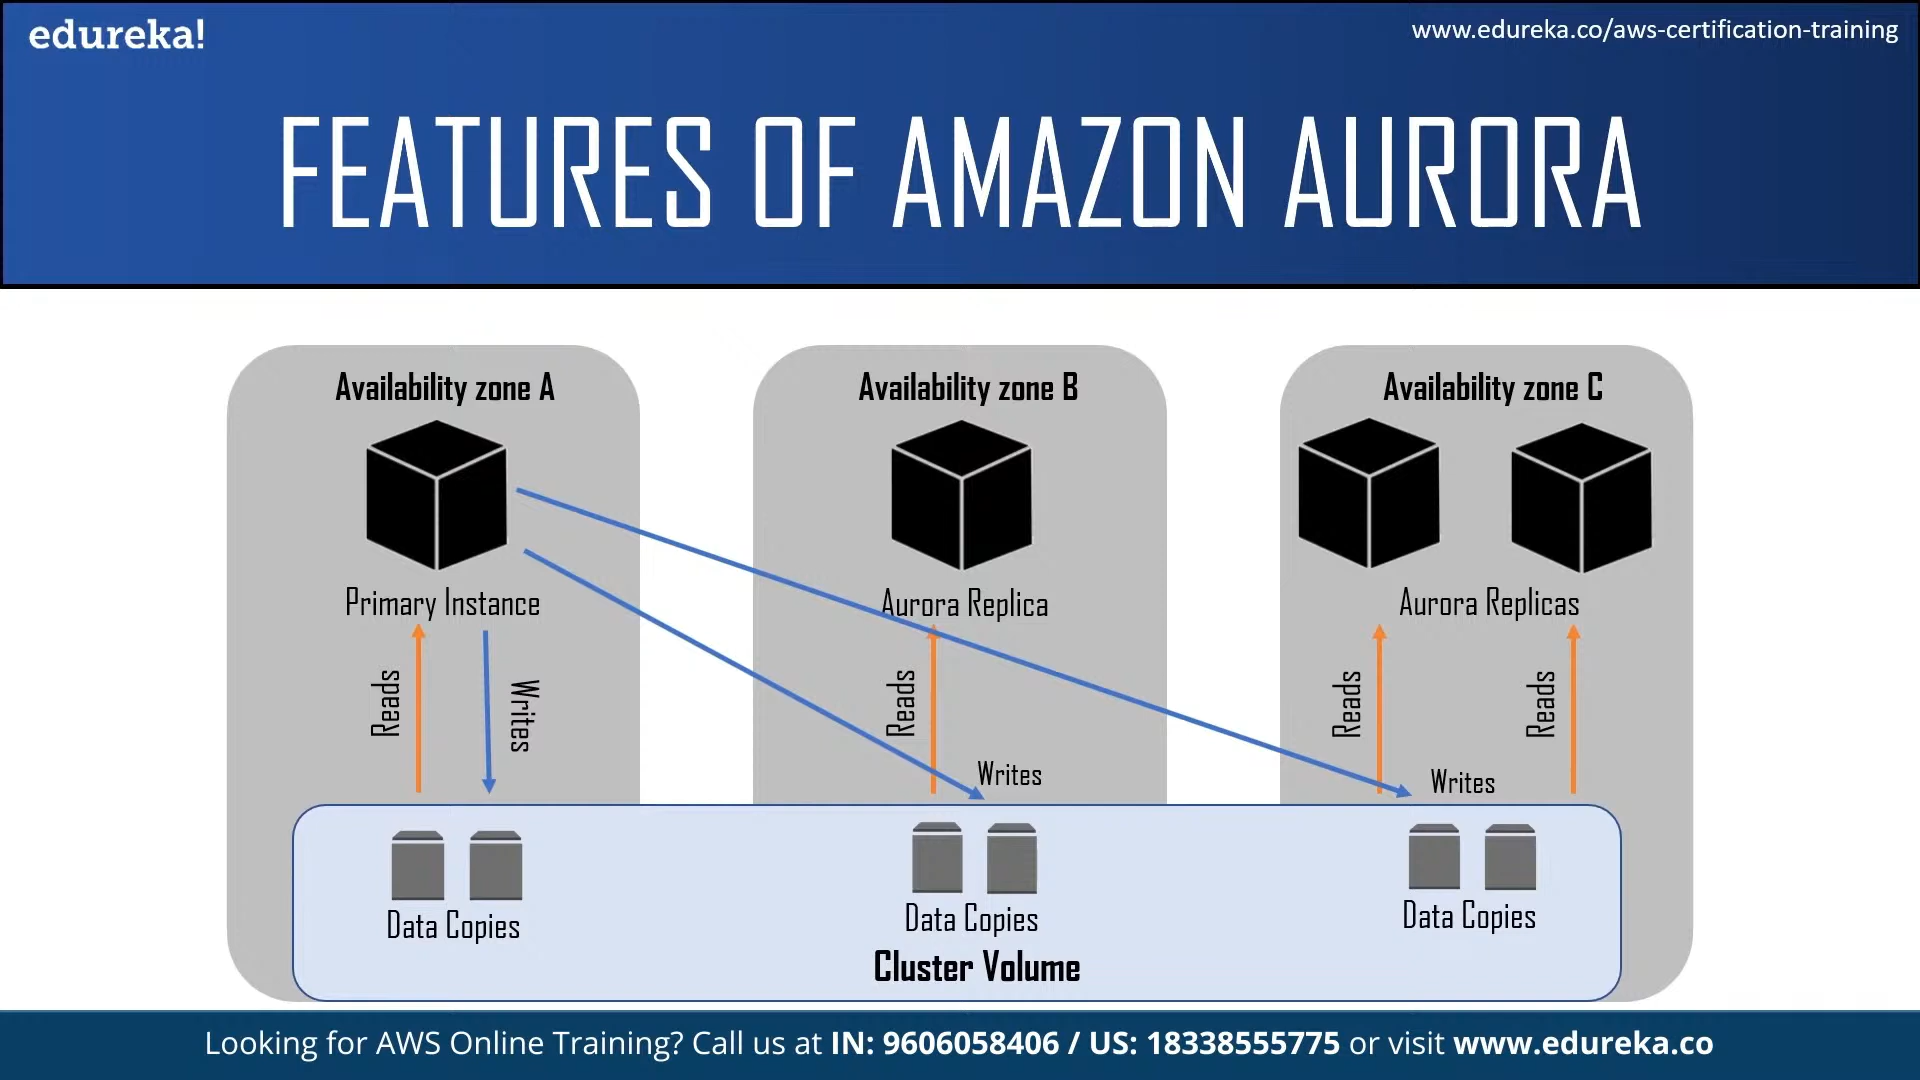 edureka!
www.edureka.co/aws-certification-training
FEATURES OF AMAZON AURORA
Availability zone A
Availability zone B
Availability zone C
Primary Instance
Aurora Replica
Aurora Replicas
Reads
Writes
Reads
Writes
Reads
Writes
Reads
Data Copies
Data Copies
Data Copies
Cluster Volume
Looking for AWS Online Training? Call us at IN: 9606058406 / US: 18338555775 or visit www.edureka.co